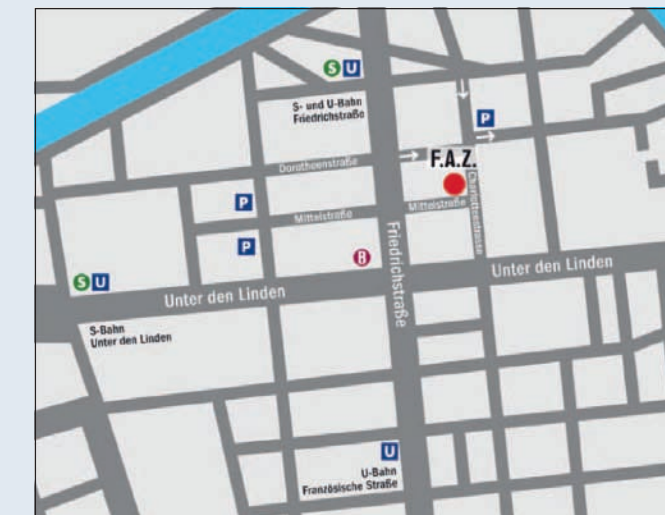 S U
S- und U-Bahn
Friedrichstraße
P
F.A.Z.
Dorotheenstraße
Charlottestrasse
P
Mittelstraße
Mittelstraße
Friedrichstraße
P
B
S U
Unter den Linden
Unter den Linden
S-Bahn
Unter den Linden
U
U-Bahn
Französische Straße